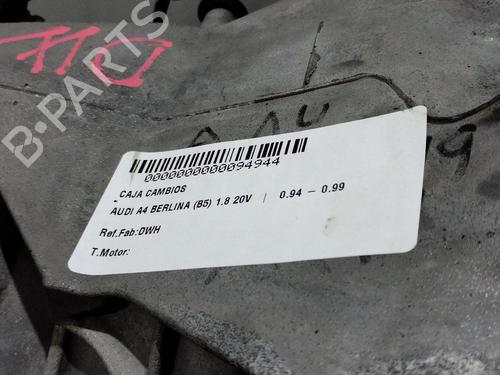 B-PARTS
0000000000094944
CAJA CAMBIOS
-
AUDI A4 BERLINA (B5) 1.8 20V | 0.94 - 0.99
Ref.Fab:DWH
T.Motor: